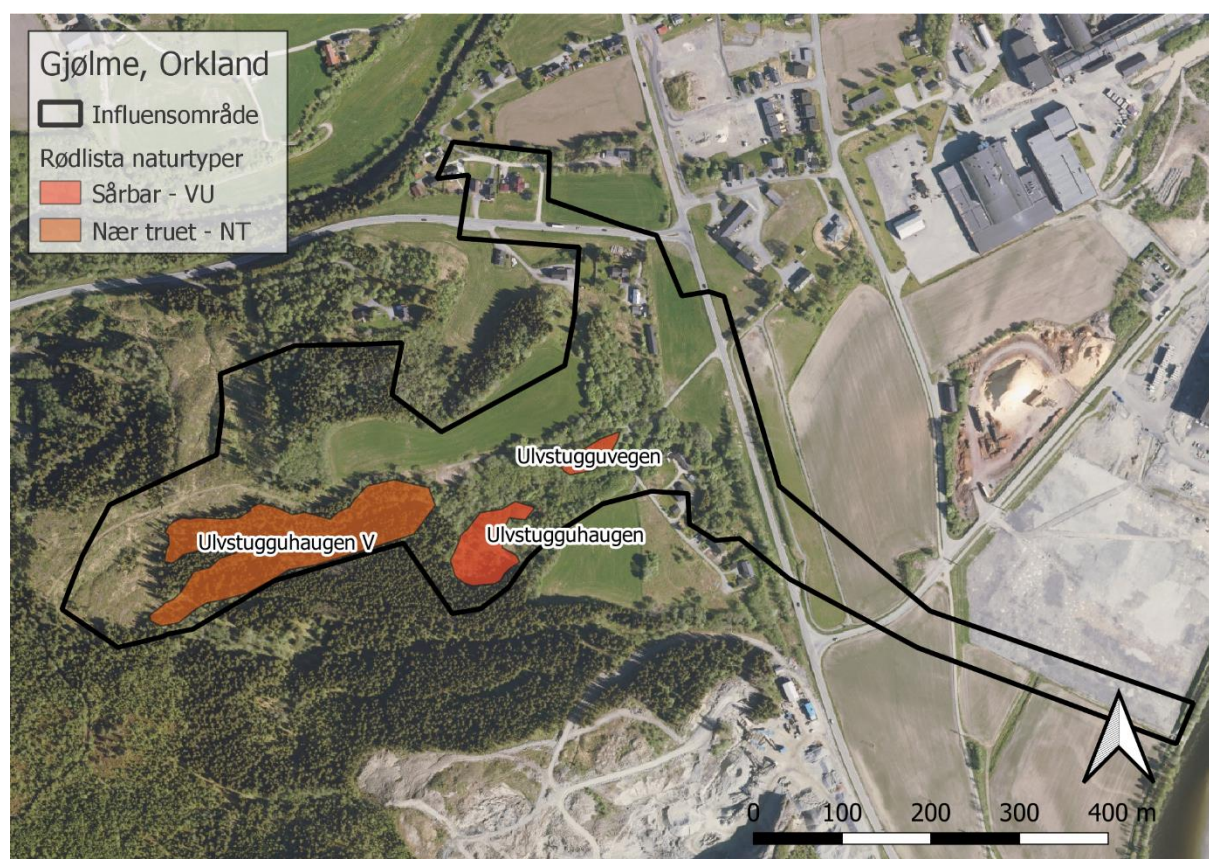 Gjølme, Orkland
Influensområde
Rødlista naturtyper
Sårbar - VU
Nær truet - NT
Ulvstugguvegen
Ulvstugguhaugen V
Ulvstugguhaugen
0 100 200 300 400 m